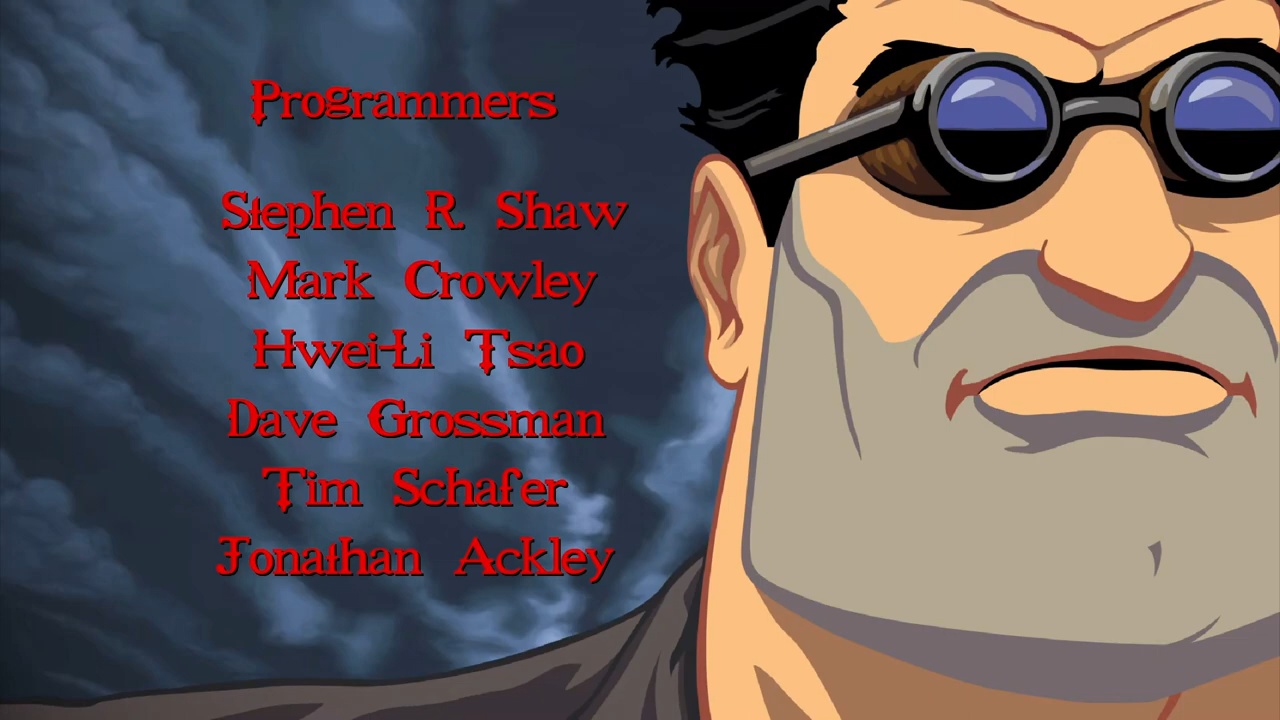 Programmers
Stephen R. Shaw
Mark Crowley
Hwei-Li Tsao
Dave Grossman
Tim Schafer
Jonathan Ackley